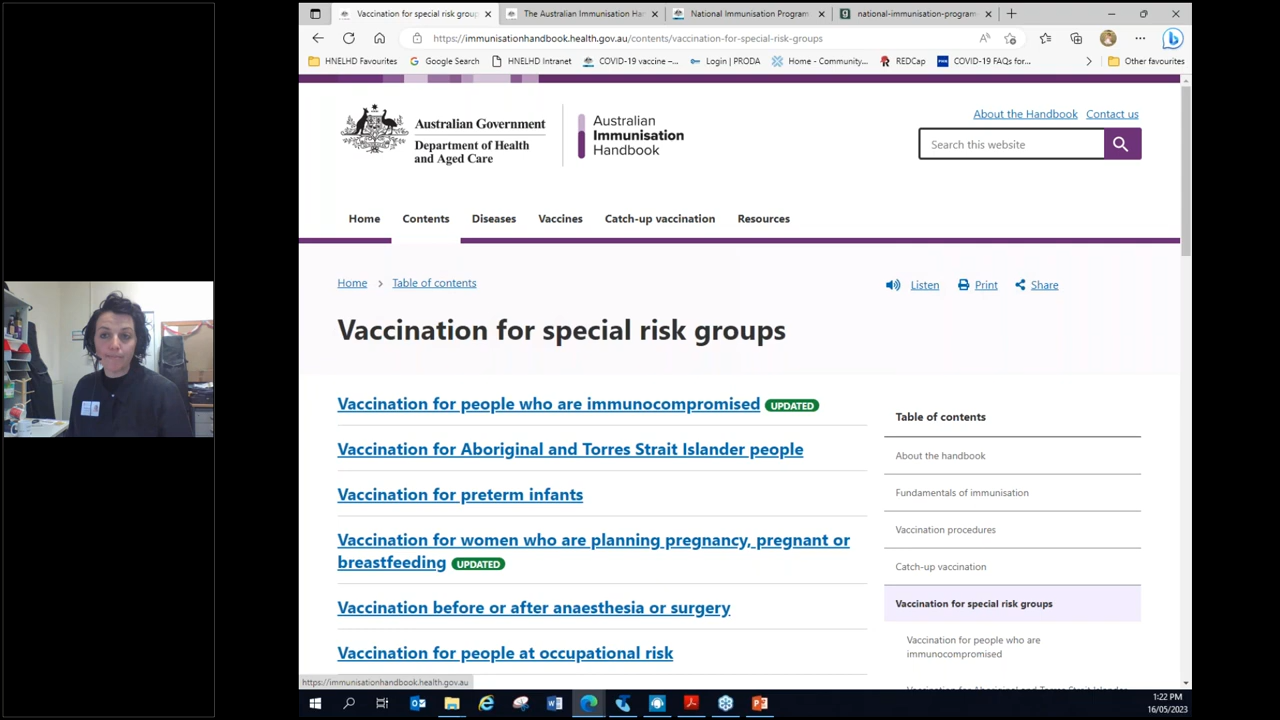 Vaccination for special risk group
The Australian Immunisation Ha
National Immunisation Program
national-immunisation-program
https://immunisationhandbook.health.gov.au/contents/vaccination-for-special-risk-groups
HNELHD Favourites
Google Search
HNELHD Intranet
COVID-19 vaccine –...
Login | PRODA
Home - Community...
REDCap
COVID-19 FAQs for...
Other favourites
About the Handbook
Contact us
Australian Government
Department of Health
and Aged Care
Australian
Immunisation
Handbook
Search this website
Home
Contents
Diseases
Vaccines
Catch-up vaccination
Resources
Home > Table of contents
Listen
Print
Share
Vaccination for special risk groups
Vaccination for people who are immunocompromised UPDATED
Vaccination for Aboriginal and Torres Strait Islander people
Vaccination for preterm infants
Vaccination for women who are planning pregnancy, pregnant or
breastfeeding UPDATED
Vaccination before or after anaesthesia or surgery
Vaccination for people at occupational risk
Table of contents
About the handbook
Fundamentals of immunisation
Vaccination procedures
Catch-up vaccination
Vaccination for special risk groups
Vaccination for people who are
immunocompromised
Vaccination for Aboriginal and Torres Strait Islander
https://immunisationhandbook.health.gov.au
1:22 PM
16/05/2023